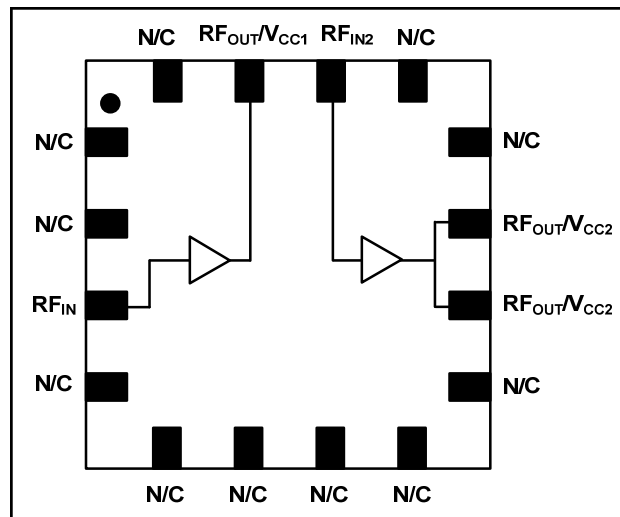 N/C RFOUT/VCC1 RFIN2 N/C
N/C N/C
N/C RFOUT/VCC2
RFIN RFOUT/VCC2
N/C N/C
N/C N/C N/C N/C